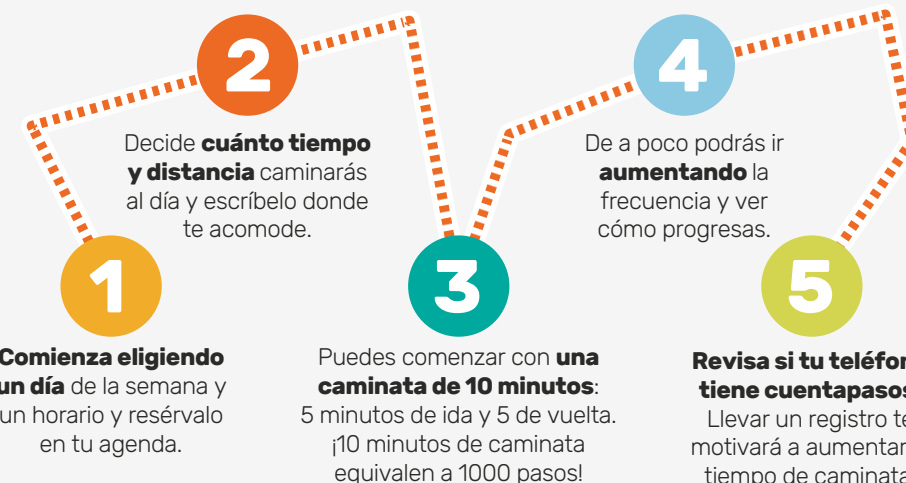 1
Comienza eligiendo
un día de la semana y
un horario y resérvalo
en tu agenda.
2
Decide cuánto tiempo
y distancia caminarás
al día y escríbelo donde
te acomode.
3
Puedes comenzar con una
caminata de 10 minutos:
5 minutos de ida y 5 de vuelta.
¡10 minutos de caminata
equivalen a 1000 pasos!
4
De a poco podrás ir
aumentando la
frecuencia y ver
cómo progresas.
5
Revisa si tu teléfon
tiene cuentapasos
Llevar un registro te
motivará a aumentar
tiempo de caminata